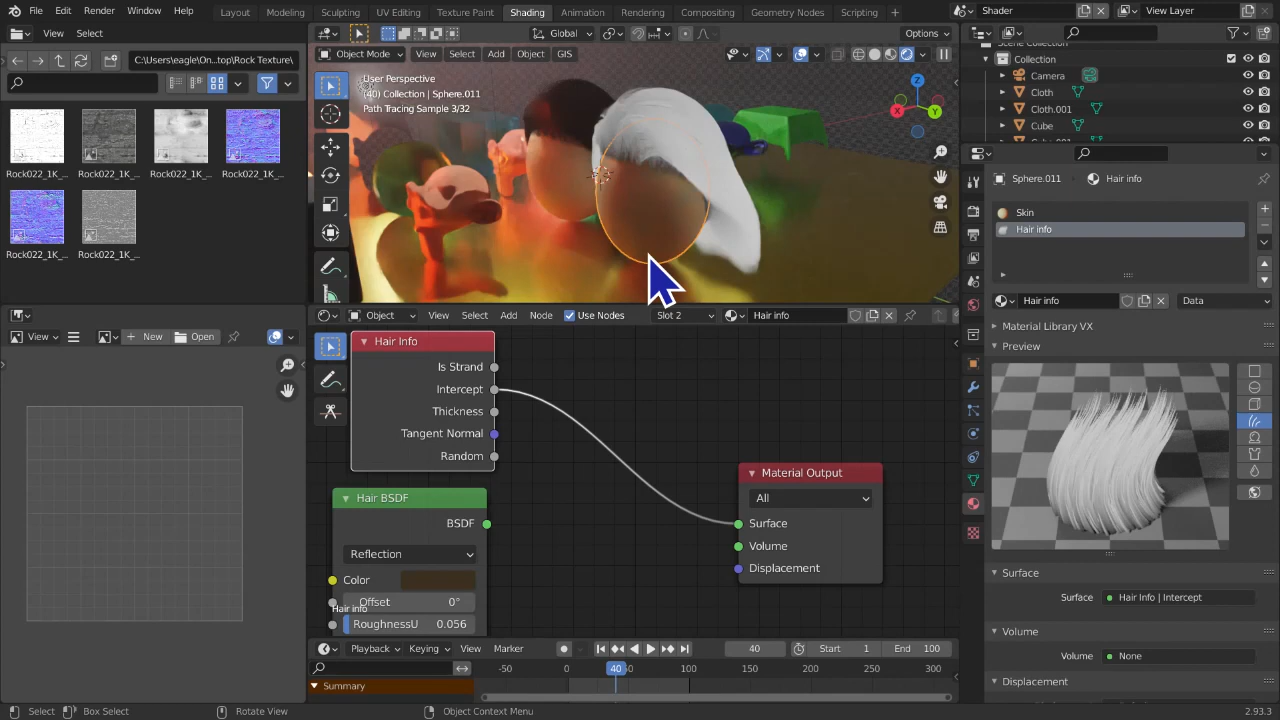 File Edit Render Window Help Layout Modeling Sculpting UV Editing Texture Paint Shading Animation Rendering Compositing Geometry Nodes Scripting + Shader View Layer
View Select
Global Options
C:\Users\eagle\On...top\Rock Texture\
Object Mode View Select Add Object GIS
User Perspective
(40) Collection | Sphere.011
Path Tracing Sample 3/32
X Y Z
Collection
Camera
Cloth
Cloth.001
Cube
Rock022_1K_... Rock022_1K_... Rock022_1K_... Rock022_1K_...
Rock022_1K_... Rock022_1K_...
Sphere.011 Hair info
Skin
Hair info
Hair info Data
Material Library VX
Preview
Object View Select Add Node Use Nodes Slot 2 Hair info
View New Open
Hair Info
Is Strand
Intercept
Thickness
Tangent Normal
Random
Hair BSDF
BSDF
Reflection
Color
Offset 0°
Hair info
RoughnessU 0.056
Material Output
All
Surface
Volume
Displacement
Surface
Surface Hair Info | Intercept
Volume
Volume None
Displacement
Playback Keying View Marker 40 Start 1 End 100
-50 0 40 100 150 200 250 300
Summary
Select Box Select Rotate View Object Context Menu 2.93.3